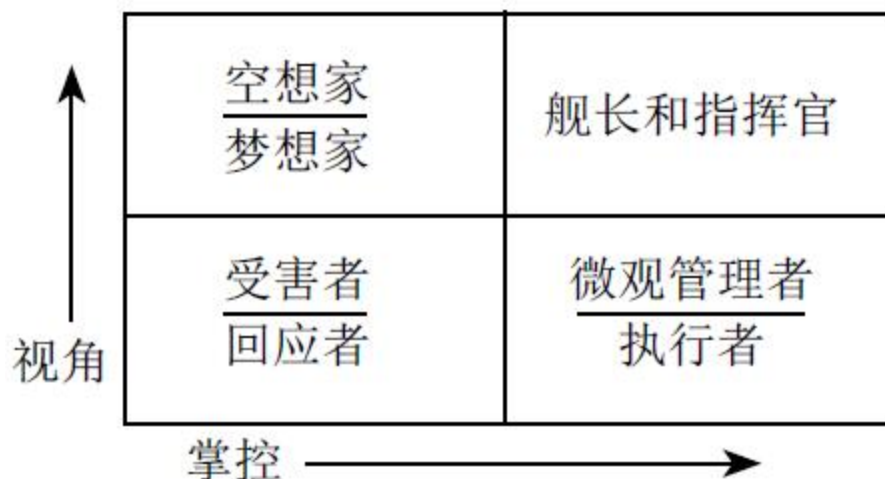 空想家
梦想家
舰长和指挥官
受害者
回应者
微观管理者
执行者
视角
掌控